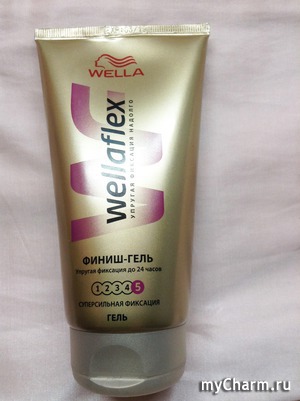 WELLA
wellaflex
УПРУГАЯ ФИКСАЦИЯ НАДОЛГО
ФИНИШ-ГЕЛЬ
Упругая фиксация до 24 часов
1 2 3 4 5
СУПЕРСИЛЬНАЯ ФИКСАЦИЯ
ГЕЛЬ
myCharm.ru